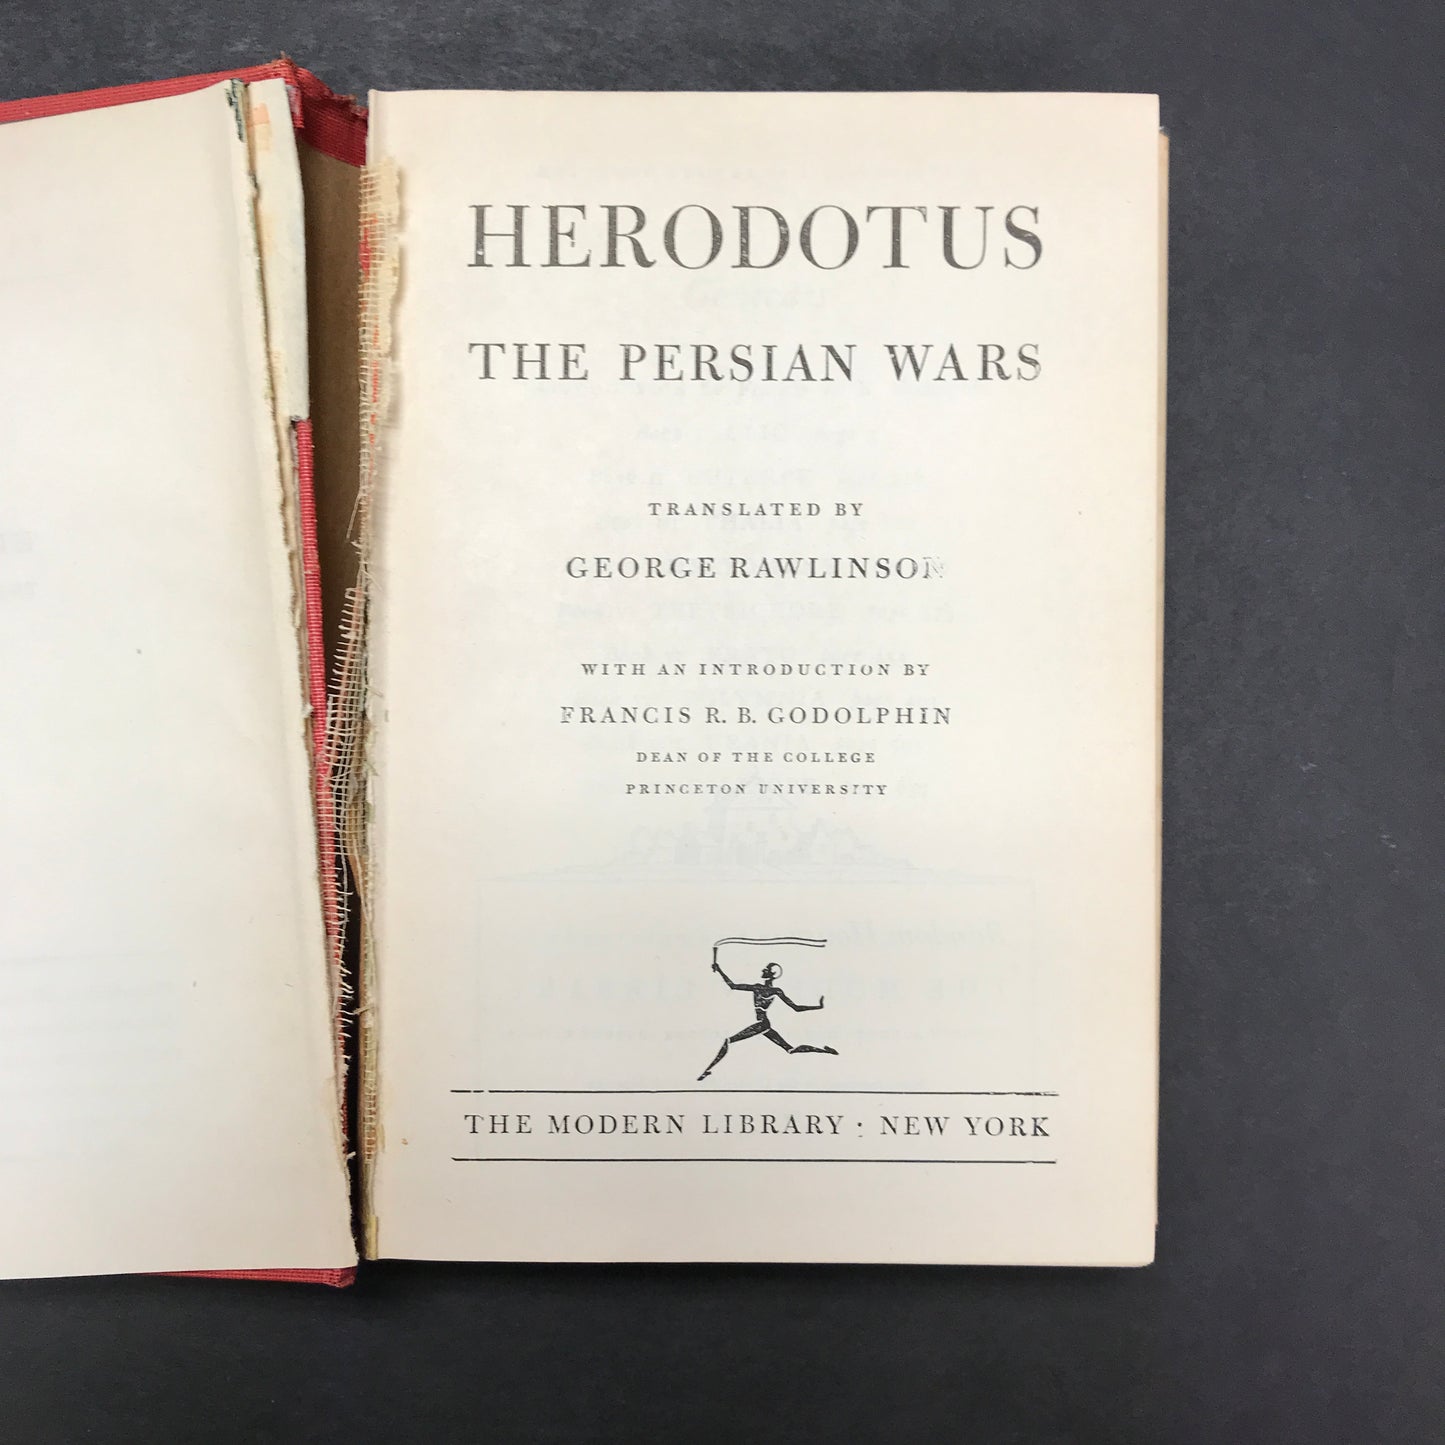 HERODOTUS
THE PERSIAN WARS
TRANSLATED BY
GEORGE RAWLINSON
WITH AN INTRODUCTION BY
FRANCIS R. B. GODOLPHIN
DEAN OF THE COLLEGE
PRINCETON UNIVERSITY
THE MODERN LIBRARY · NEW YORK